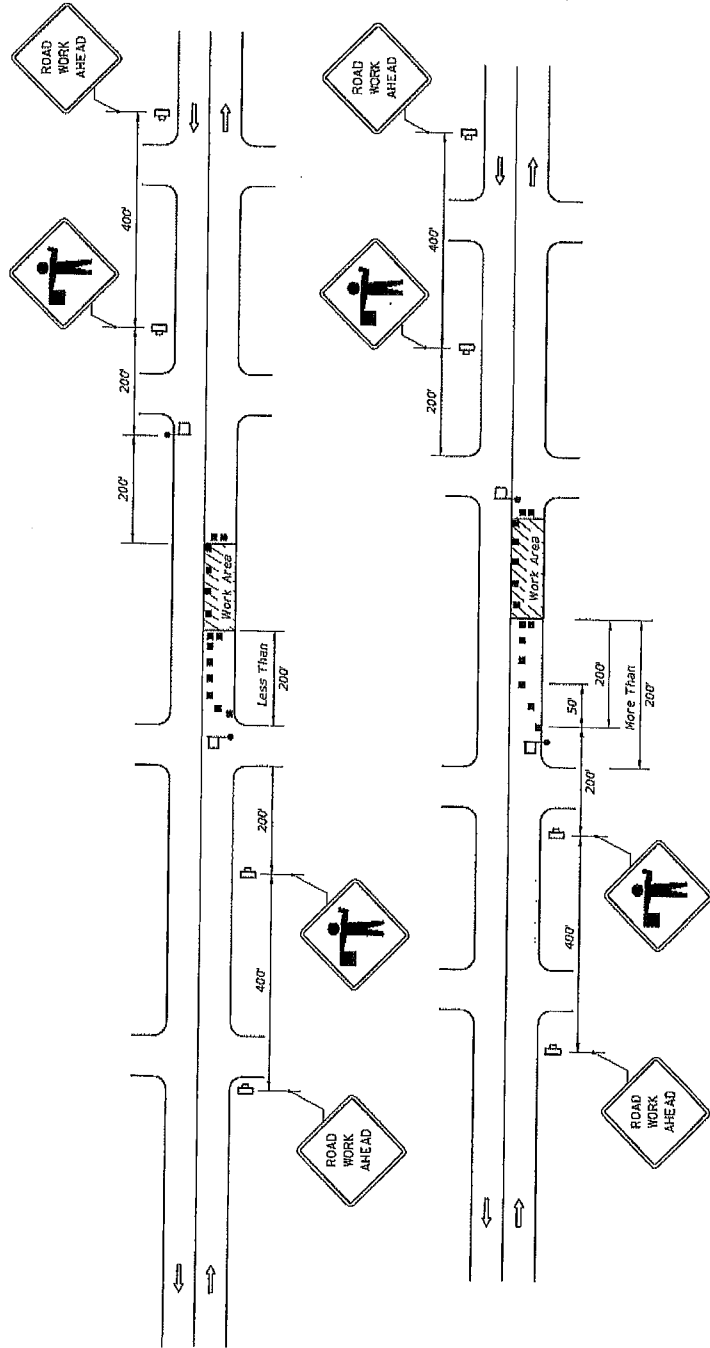 ROAD
WORK
AHEAD
400'
200'
200'
Work Area
Less Than
200'
200'
400'
ROAD
WORK
AHEAD
ROAD
WORK
AHEAD
400'
200'
Work Area
200'
More Than
200'
50'
200'
400'
ROAD
WORK
AHEAD